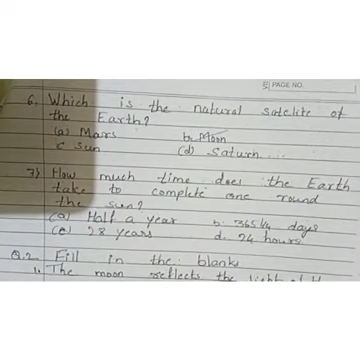 PAGE NO.
6. Which is the natural satelite of
the Earth?
(a) Mars b. Moon
c Sun (d) Saturn...
7) How much time does the Earth
take to complete one round
the sun?
(a) Half a year b. 365 1/4 days
(c) 28 years d. 24 hours
Q.2 Fill in the blanks
1. The moon reflects the light of